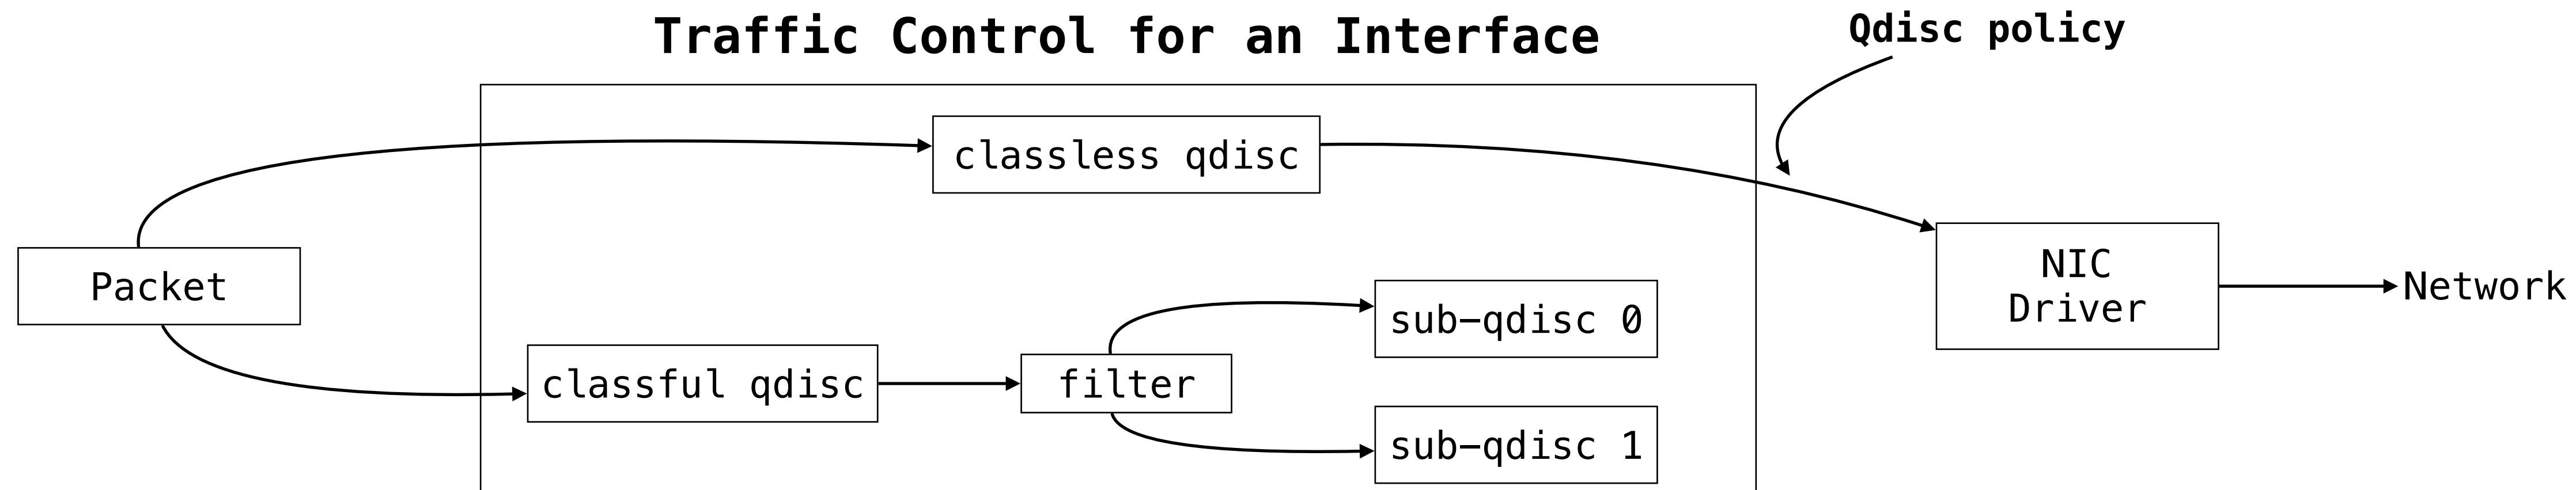 Traffic Control for an Interface
Qdisc policy
classless qdisc
Packet
NIC
Driver
Network
sub−qdisc 0
classful qdisc
filter
sub−qdisc 1